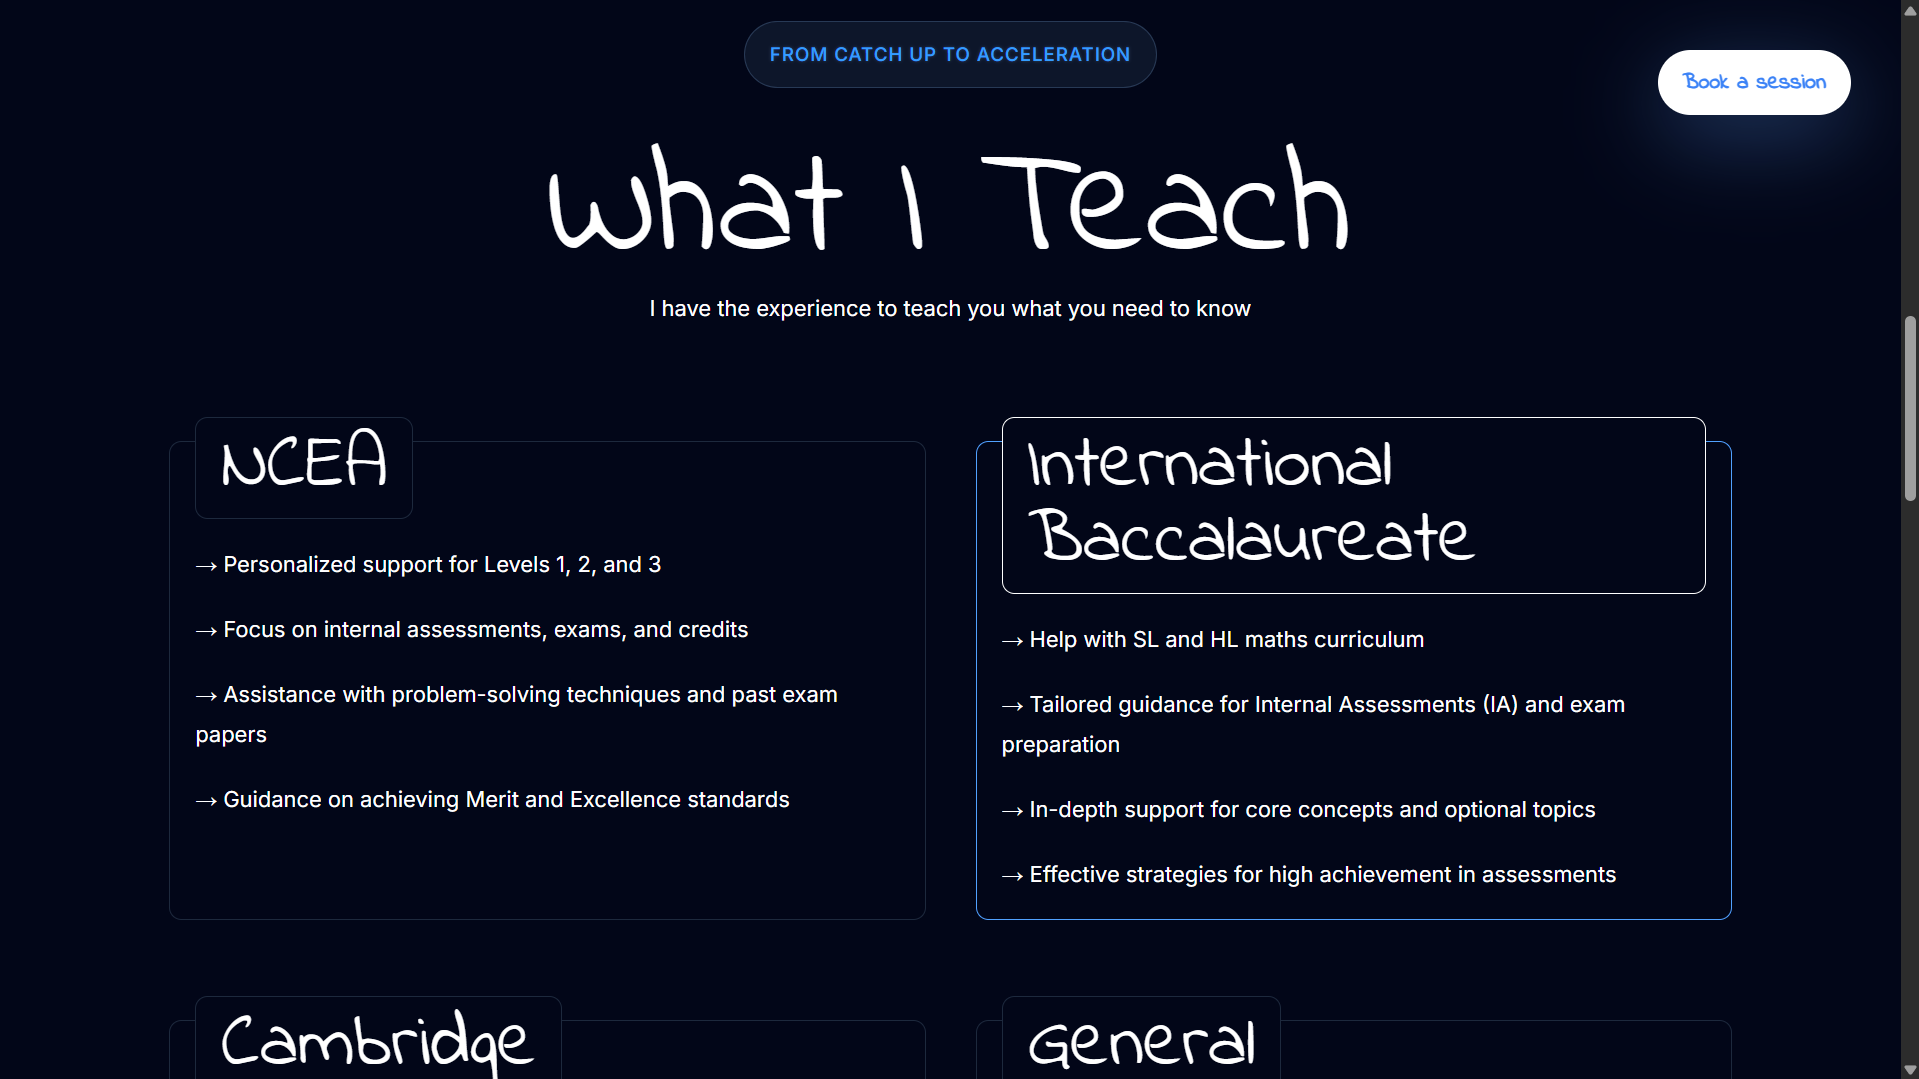 FROM CATCH UP TO ACCELERATION
Book a session
What I Teach
I have the experience to teach you what you need to know
NCEA
→ Personalized support for Levels 1, 2, and 3
→ Focus on internal assessments, exams, and credits
→ Assistance with problem-solving techniques and past exam
papers
→ Guidance on achieving Merit and Excellence standards
International
Baccalaureate
→ Help with SL and HL maths curriculum
→ Tailored guidance for Internal Assessments (IA) and exam
preparation
→ In-depth support for core concepts and optional topics
→ Effective strategies for high achievement in assessments
Cambridge
General